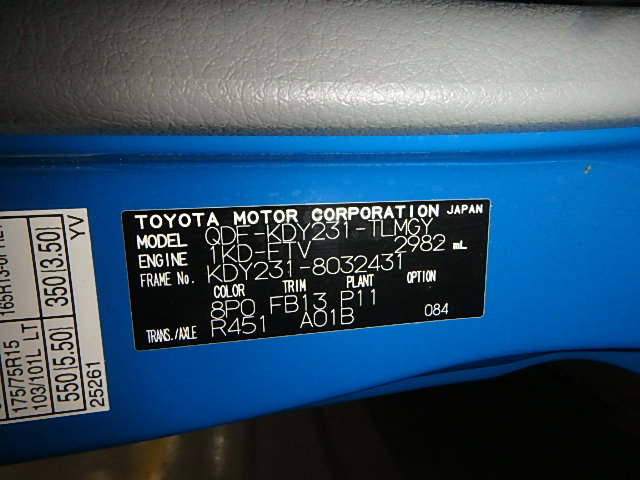 TOYOTA MOTOR CORPORATION JAPAN
MODEL QDF-KDY231-TLMGY
ENGINE 1KD-FTV 2982 mL
FRAME No. KDY231-8032431
COLOR TRIM PLANT OPTION
8P0 FB13 P11
TRANS./AXLE R451 A01B 084
175/75R15
103/101L LT
550(5.50) 350(3.50)
25261 YV